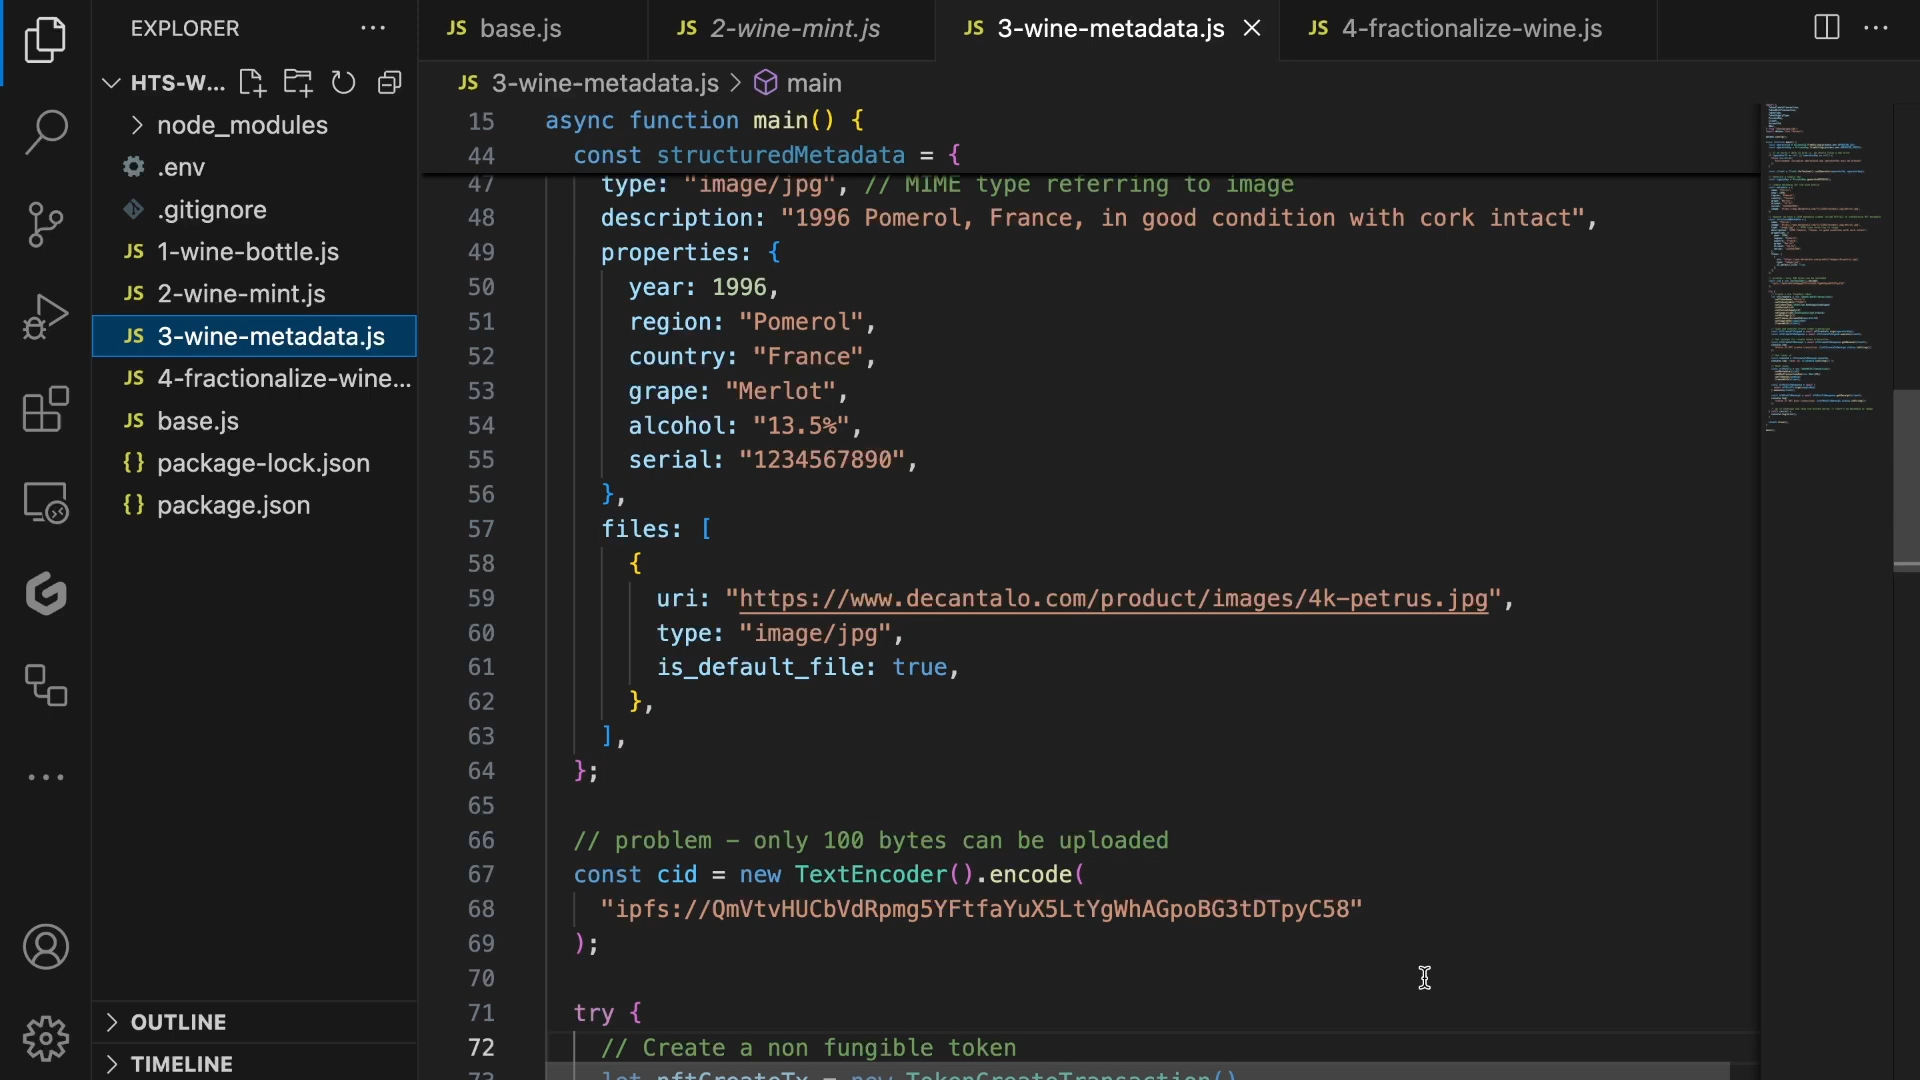 EXPLORER
HTS-W...
node_modules
.env
.gitignore
JS 1-wine-bottle.js
JS 2-wine-mint.js
JS 3-wine-metadata.js
JS 4-fractionalize-wine...
JS base.js
{} package-lock.json
{} package.json
OUTLINE
TIMELINE
JS base.js
JS 2-wine-mint.js
JS 3-wine-metadata.js
JS 4-fractionalize-wine.js
JS 3-wine-metadata.js > main
15 async function main() {
44 const structuredMetadata = {
47 type: "image/jpg", // MIME type referring to image
48 description: "1996 Pomerol, France, in good condition with cork intact",
49 properties: {
50 year: 1996,
51 region: "Pomerol",
52 country: "France",
53 grape: "Merlot",
54 alcohol: "13.5%",
55 serial: "1234567890",
56 },
57 files: [
58 {
59 uri: "https://www.decantalo.com/product/images/4k-petrus.jpg",
60 type: "image/jpg",
61 is_default_file: true,
62 },
63 ],
64 };
65
66 // problem – only 100 bytes can be uploaded
67 const cid = new TextEncoder().encode(
68 "ipfs://QmVtvHUCbVdRpmg5YFtfaYuX5LtYgWhAGpoBG3tDTpyC58"
69 );
70
71 try {
72 // Create a non fungible token
73 let nftCreateTx = new TokenCreateTransaction()